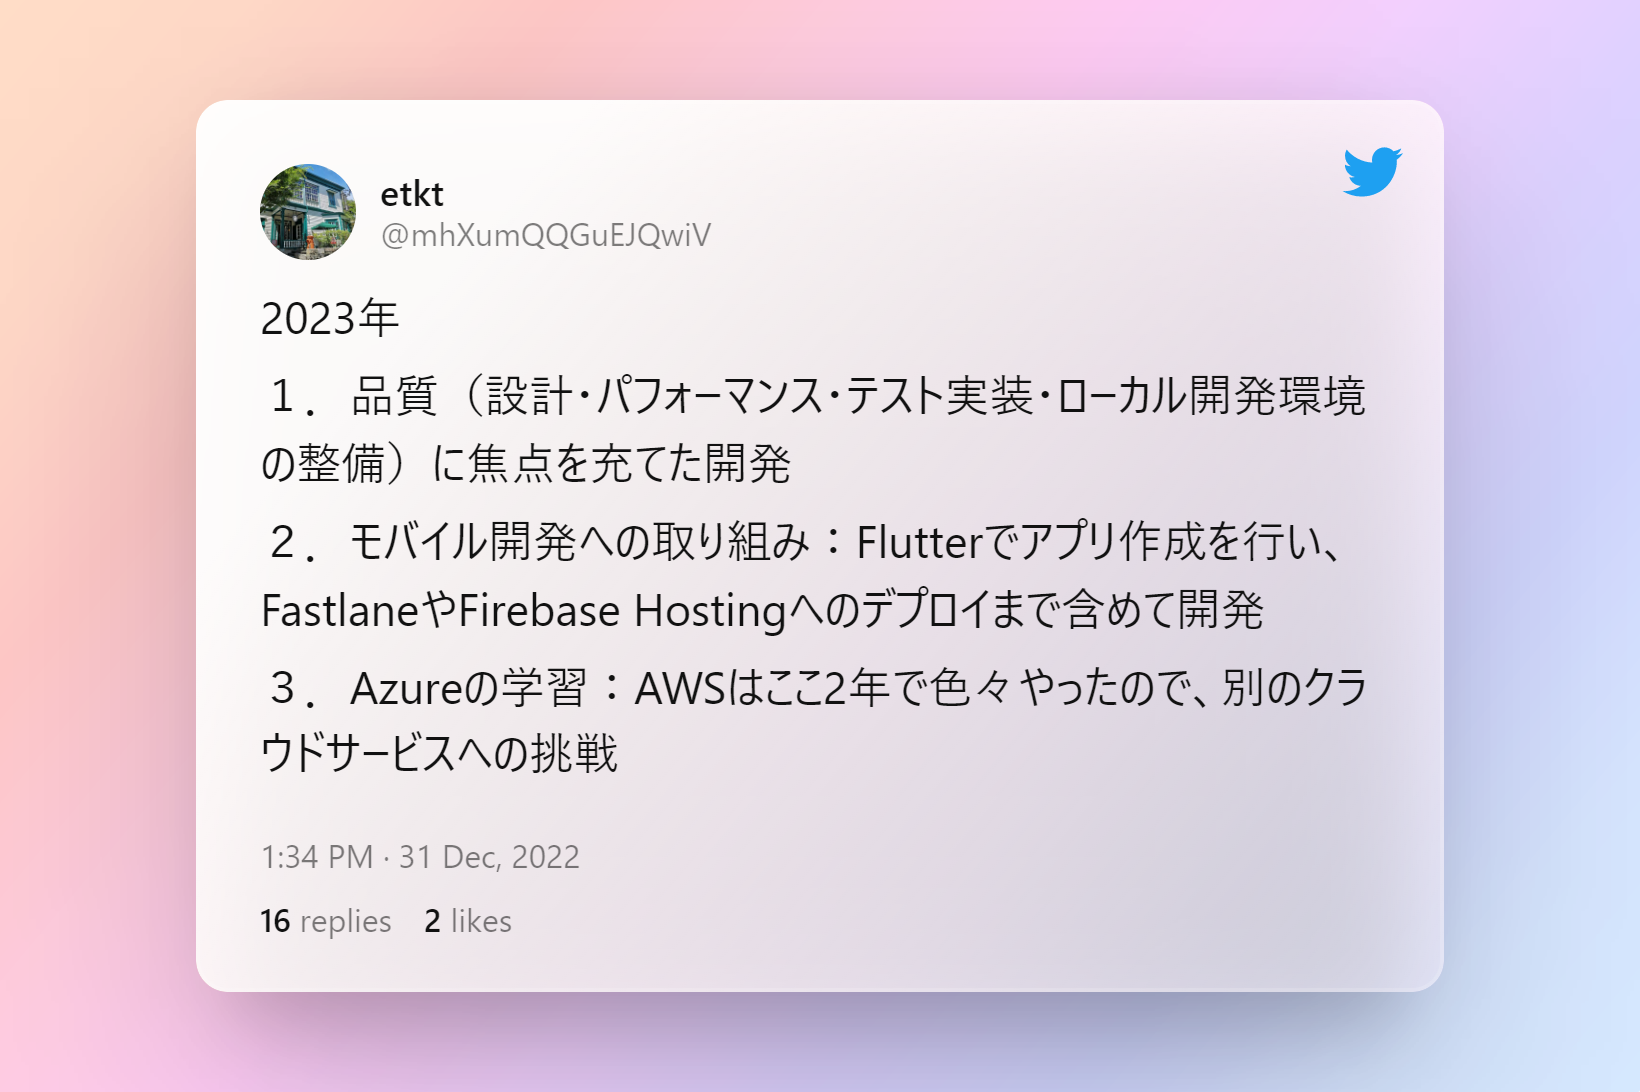 etkt
@mhXumQQGuEJQwiV
2023年
１．品質（設計・パフォーマンス・テスト実装・ローカル開発環境
の整備）に焦点を充てた開発
２．モバイル開発への取り組み：Flutterでアプリ作成を行い、
FastlaneやFirebase Hostingへのデプロイまで含めて開発
３．Azureの学習：AWSはここ2年で色々やったので、別のクラ
ウドサービスへの挑戦
1:34 PM · 31 Dec, 2022
16 replies 2 likes